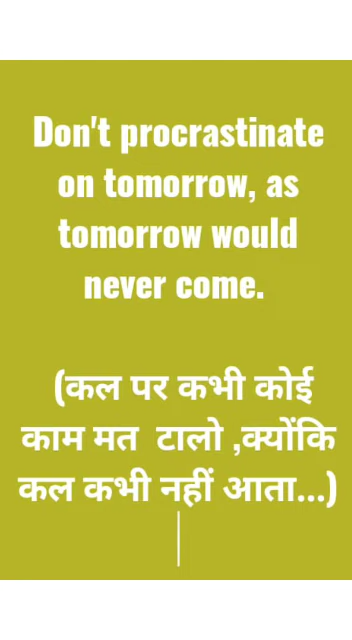 Don't procrastinate
on tomorrow, as
tomorrow would
never come.
(कल पर कभी कोई
काम मत  टालो ,क्योंकि
कल कभी नहीं आता...)